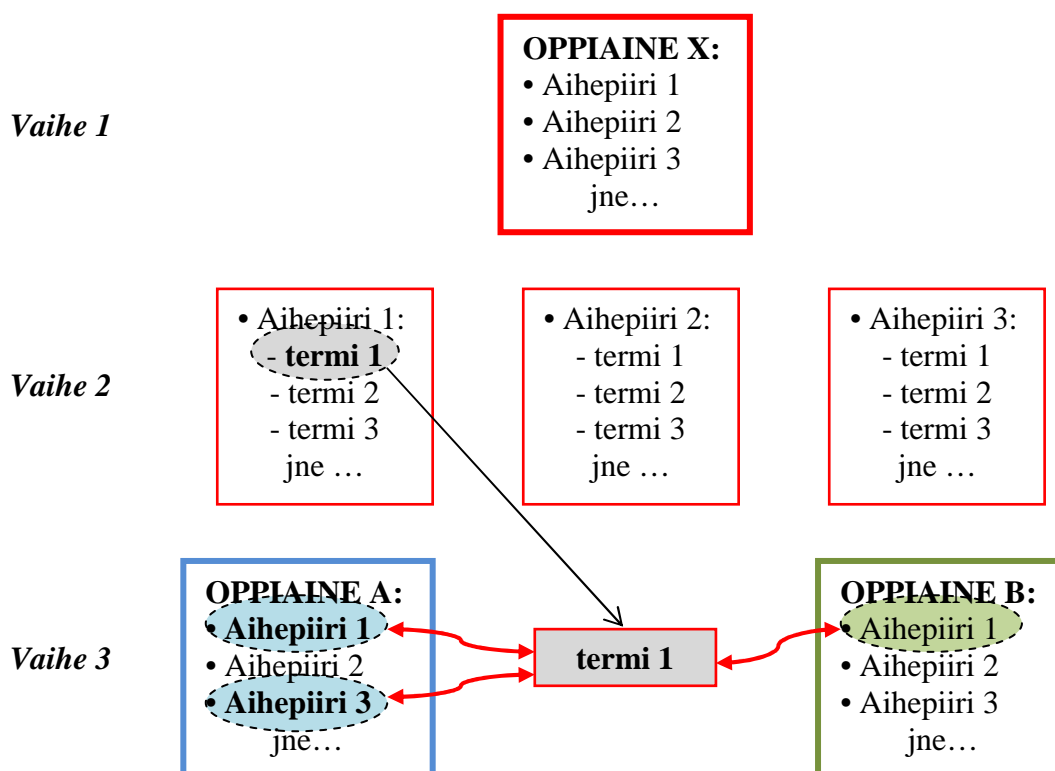 OPPIAINE X:
• Aihepiiri 1
Vaihe 1
• Aihepiiri 2
• Aihepiiri 3
jne…
• Aihepiiri 1:
- termi 1
- termi 2
- termi 3
jne …
• Aihepiiri 2:
- termi 1
- termi 2
- termi 3
jne …
• Aihepiiri 3:
- termi 1
- termi 2
- termi 3
jne …
Vaihe 2
OPPIAINE A:
• Aihepiiri 1
• Aihepiiri 2
• Aihepiiri 3
jne…
Vaihe 3
termi 1
OPPIAINE B:
• Aihepiiri 1
• Aihepiiri 2
• Aihepiiri 3
jne…